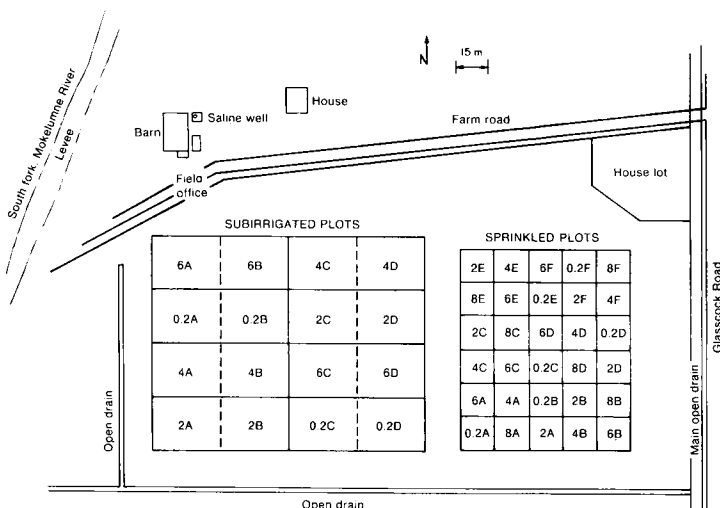 N
15 m
House
Saline well
Barn
Farm road
South fork, Mokelumne River
Levee
Field
office
House lot
SUBIRRIGATED PLOTS
6A 6B 4C 4D
0.2A 0.2B 2C 2D
4A 4B 6C 6D
2A 2B 0.2C 0.2D
SPRINKLED PLOTS
2E 4E 6F 0.2F 8F
8E 6E 0.2E 2F 4F
2C 8C 6D 4D 0.2D
4C 6C 0.2C 8D 2D
6A 4A 0.2B 2B 8B
0.2A 8A 2A 4B 6B
Open drain
Main open drain
Glasscock Road
Open drain